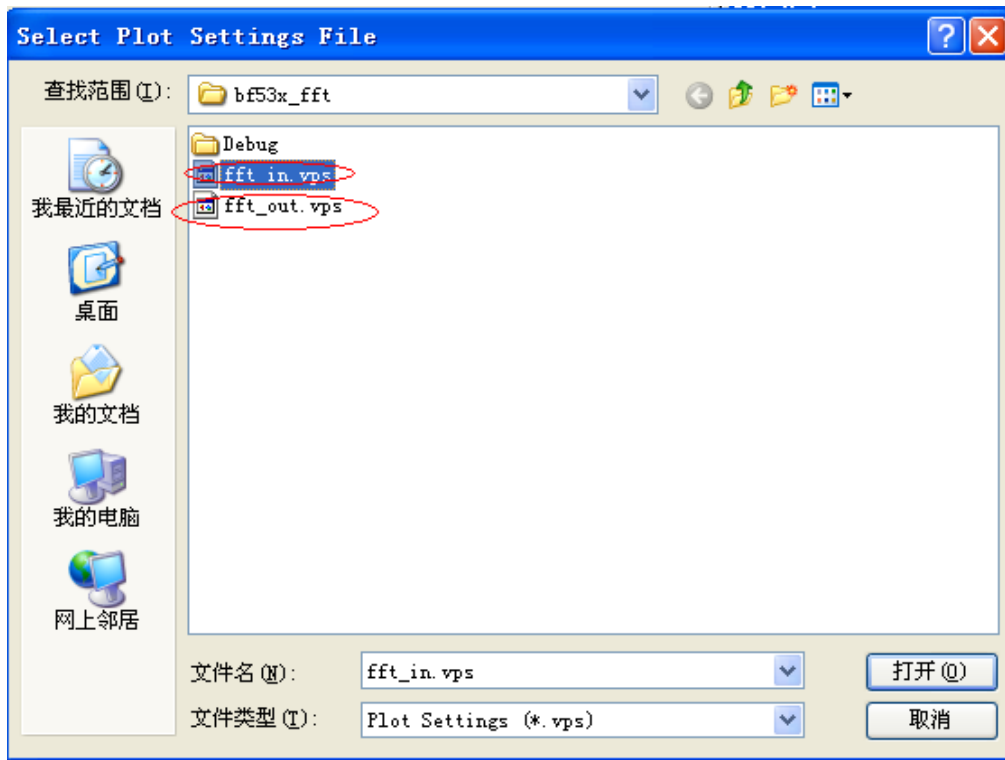 Select Plot Settings File
查找范围(I):
bf53x_fft
Debug
fft_in.vps
fft_out.vps
我最近的文档
桌面
我的文档
我的电脑
网上邻居
文件名(N):
fft_in.vps
打开(O)
文件类型(T):
Plot Settings (*.vps)
取消